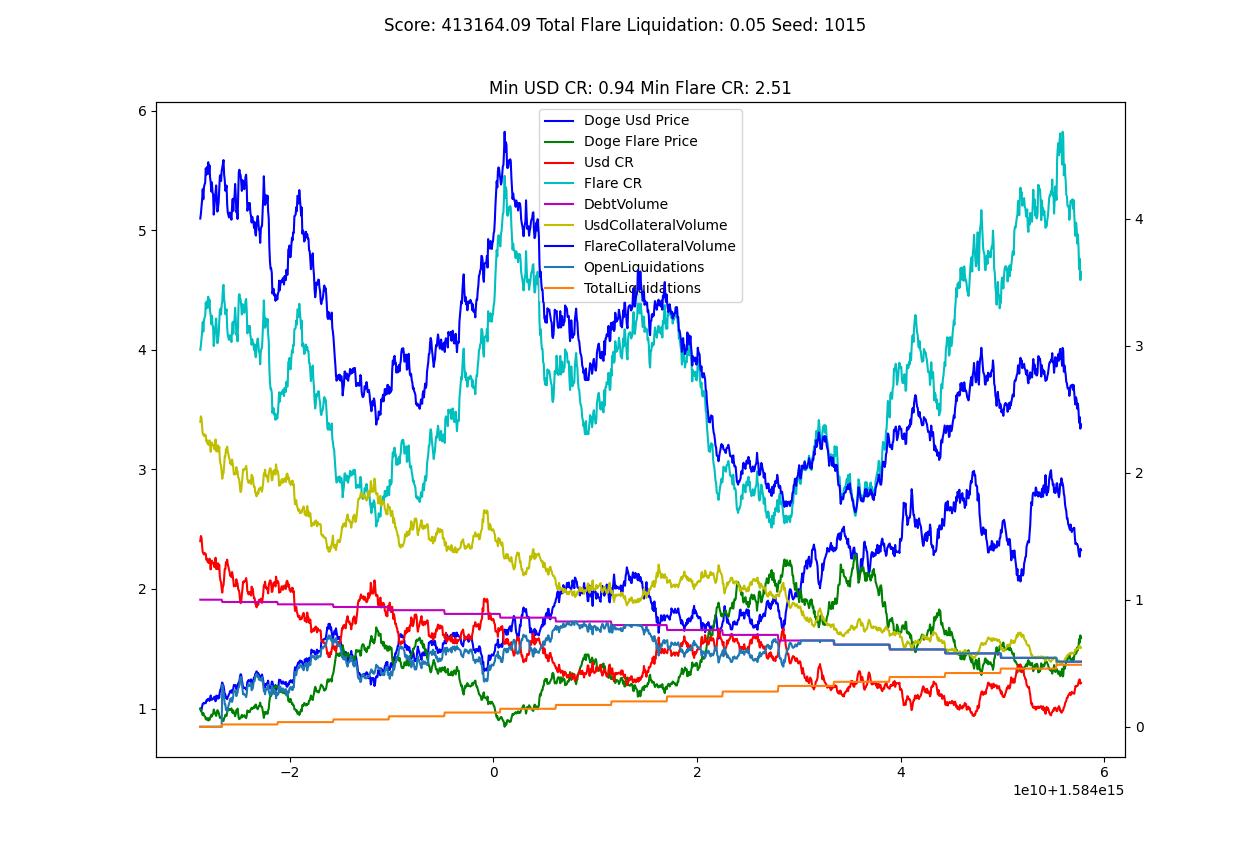 Score: 413164.09 Total Flare Liquidation: 0.05 Seed: 1015
Min USD CR: 0.94 Min Flare CR: 2.51
Doge Usd Price
Doge Flare Price
Usd CR
Flare CR
DebtVolume
UsdCollateralVolume
FlareCollateralVolume
OpenLiquidations
TotalLiquidations
6
5
4
3
2
1
4
3
2
1
0
−2 0 2 4 6
1e10+1.584e15